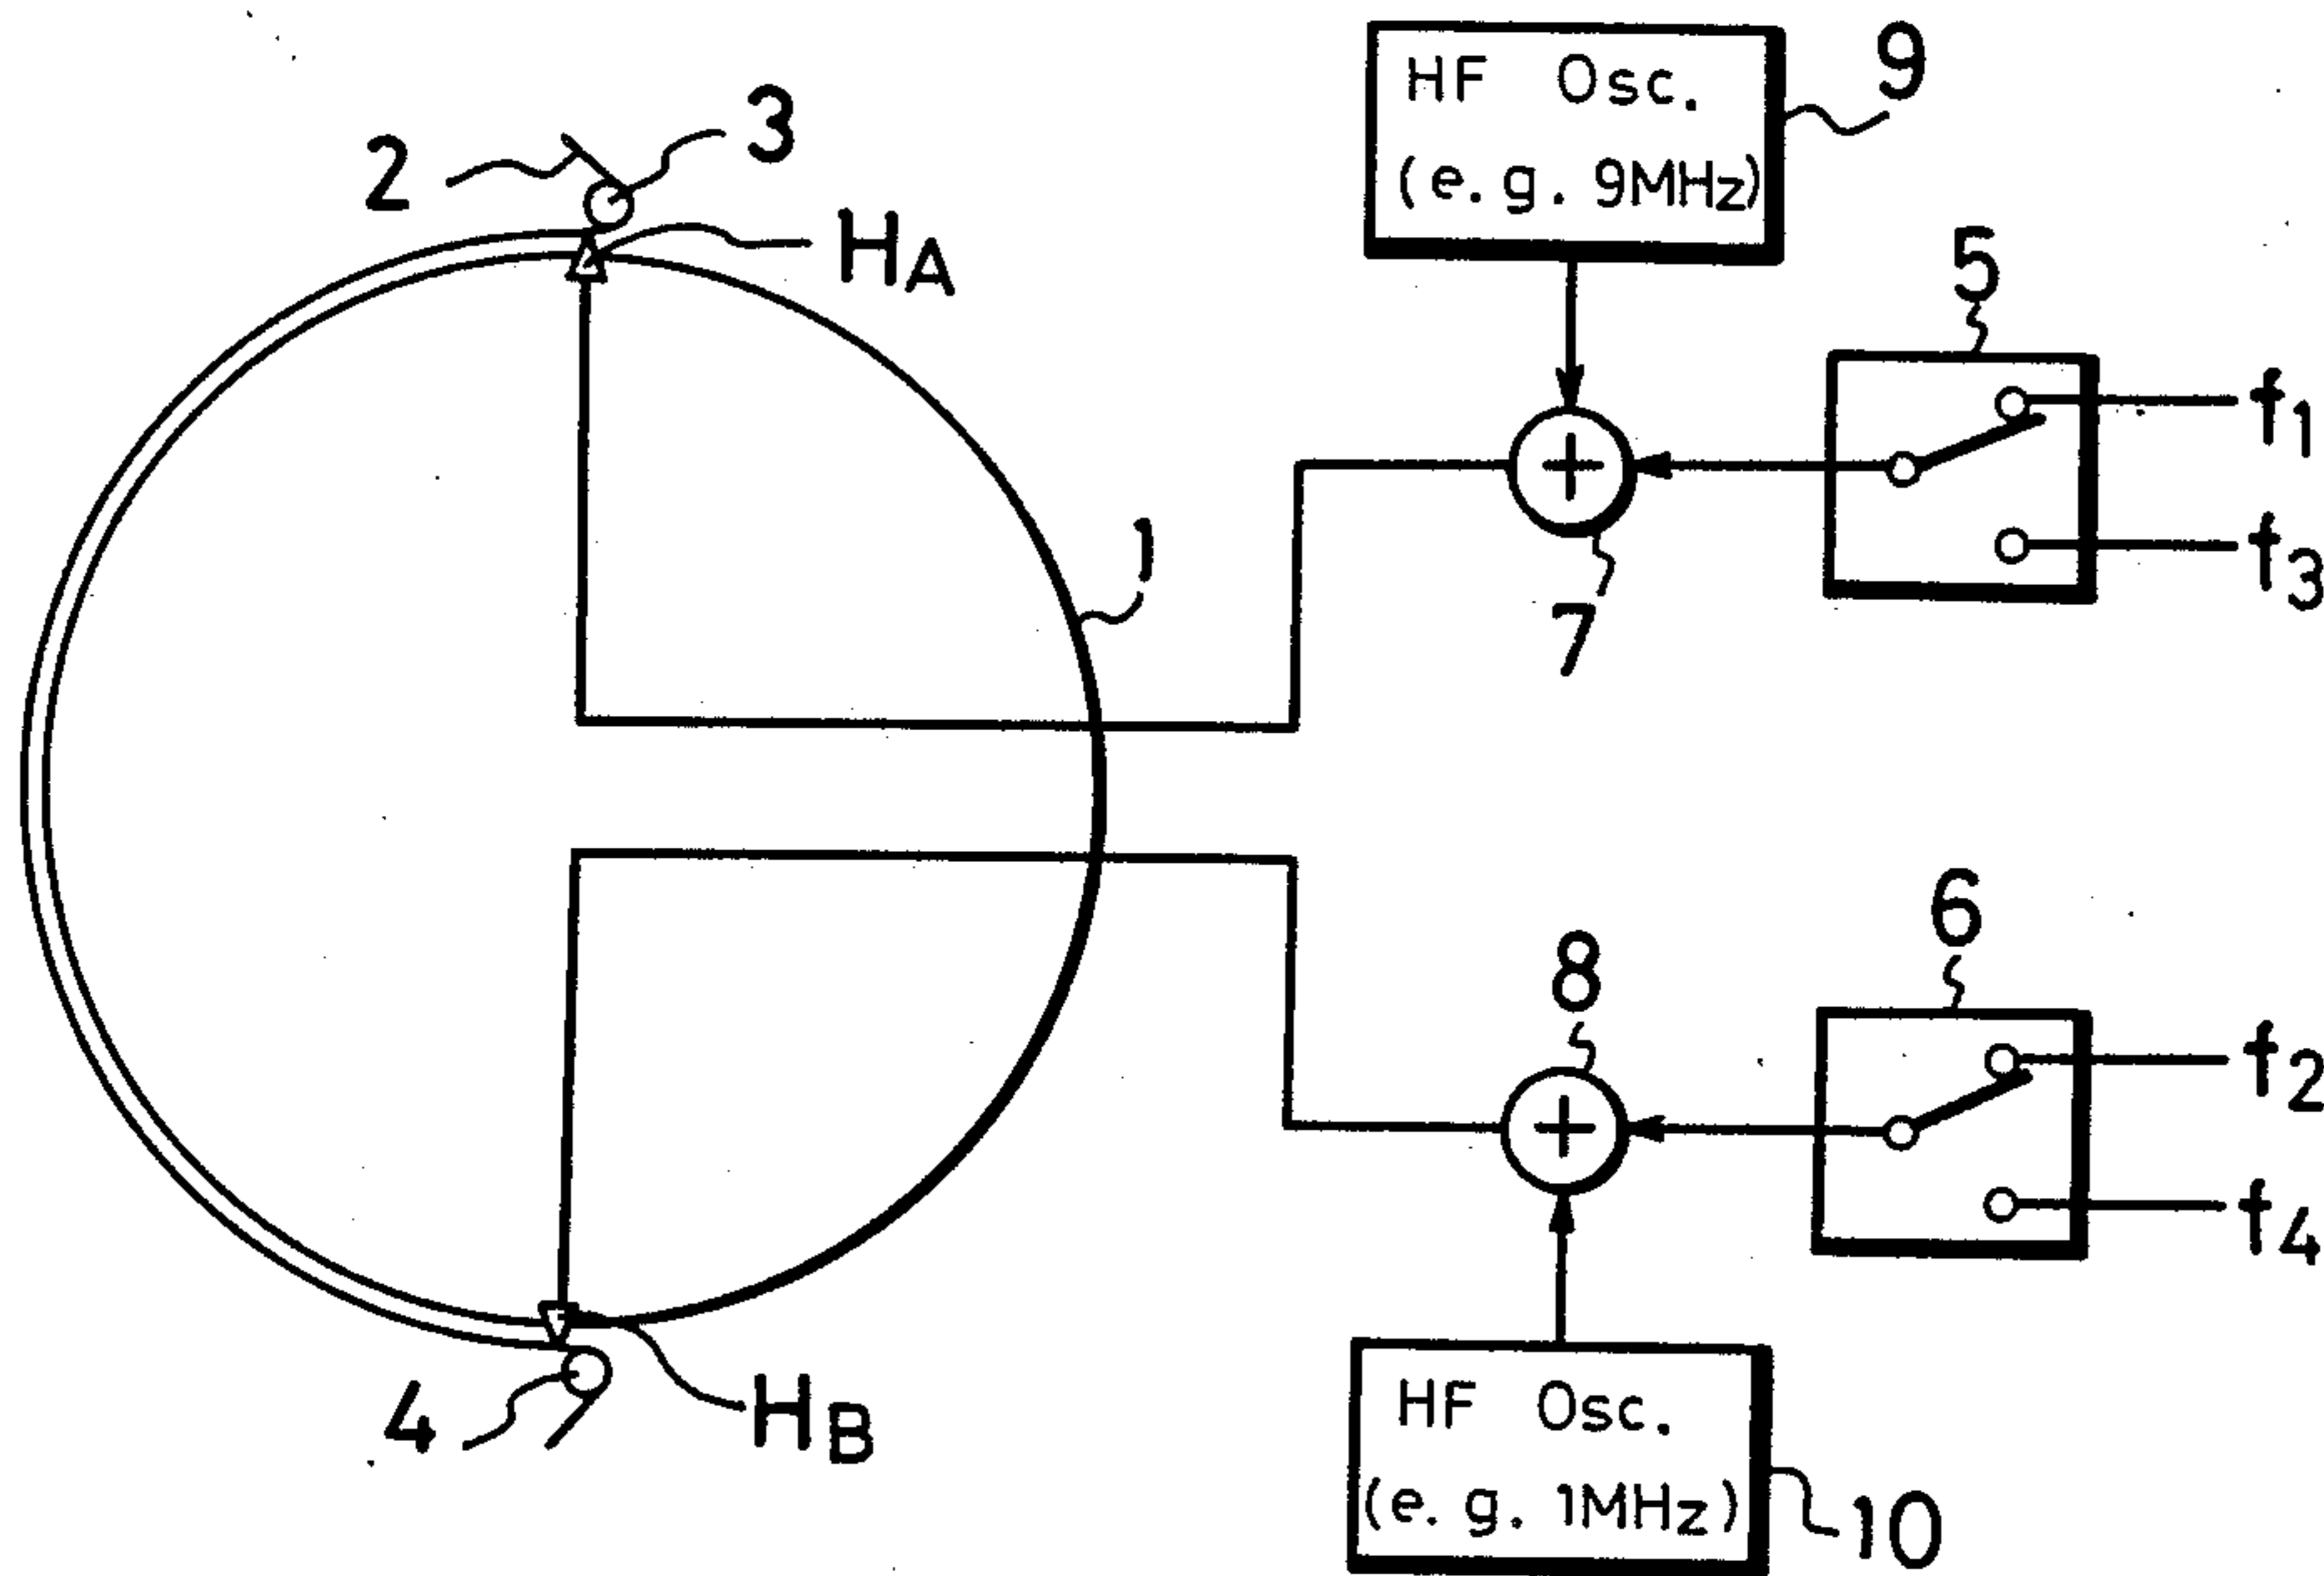 HF Osc.
(e.g. 9MHz)
9
2
3
HA
5
f1
f3
7
1
6
8
f2
f4
4
HB
HF Osc.
(e.g. 1MHz)
10